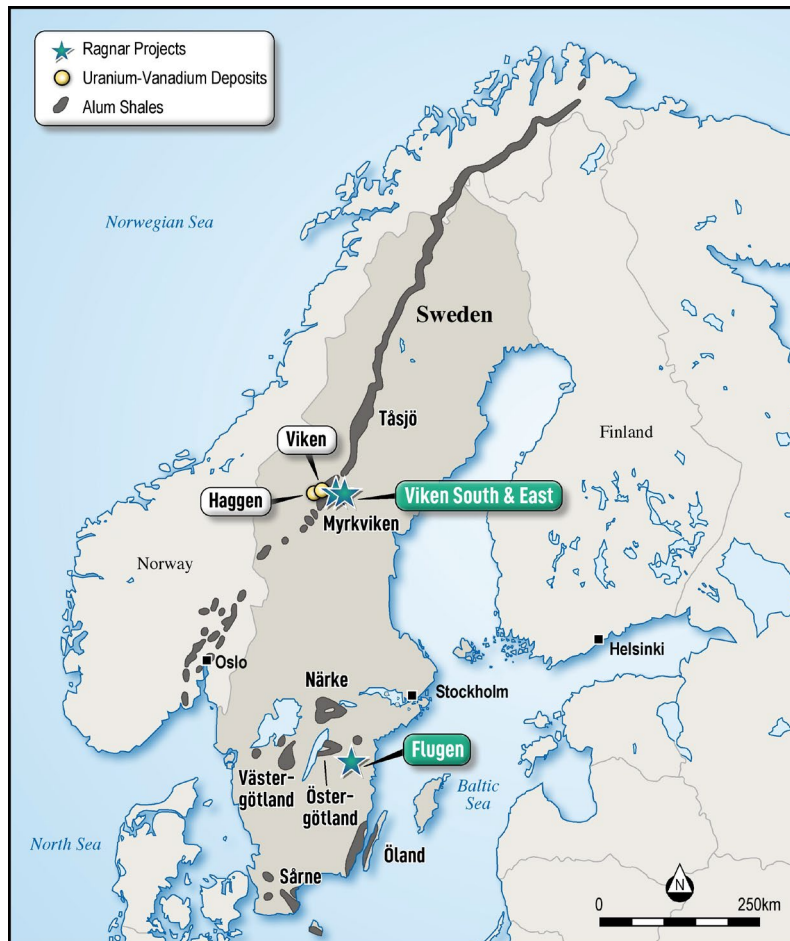 Ragnar Projects
Uranium-Vanadium Deposits
Alum Shales
Norwegian Sea
Sweden
Tåsjö
Viken
Finland
Haggen
Viken South & East
Myrkviken
Norway
Oslo
Helsinki
Närke
Stockholm
Flugen
Väster-
götland
Öster-
götland
Baltic
Sea
North Sea
Öland
Sårne
N
0
250km